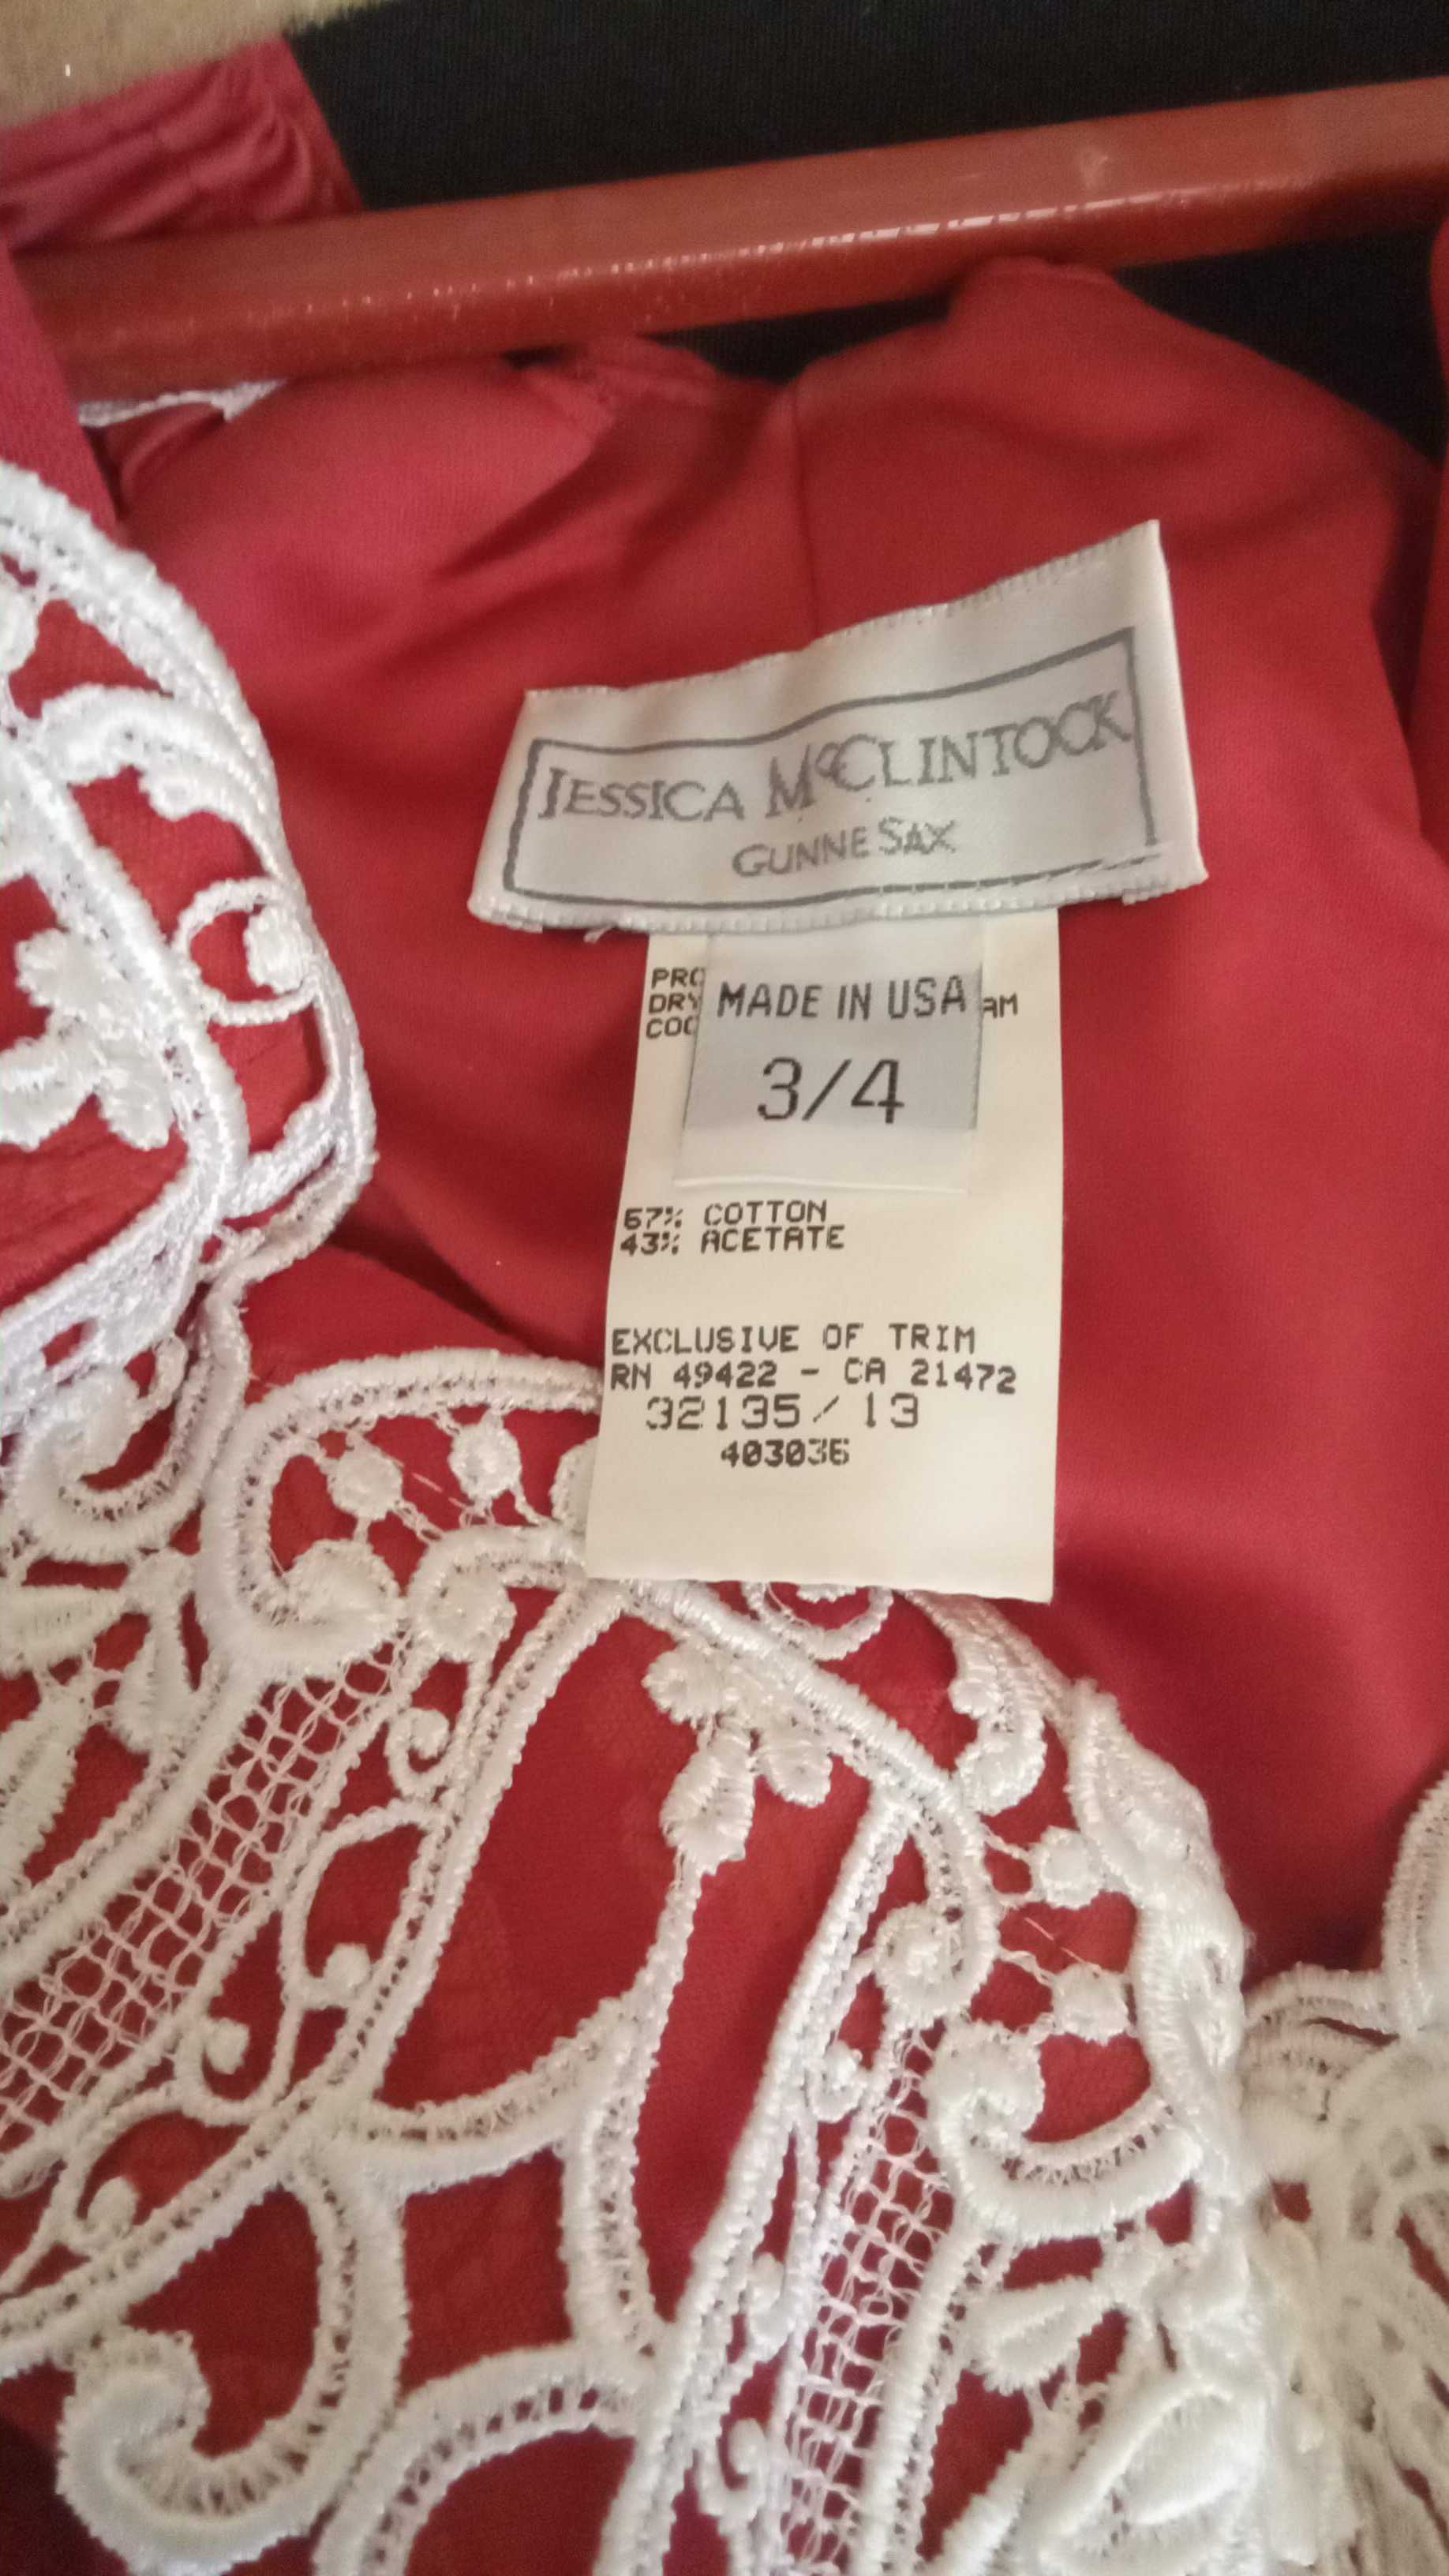 JESSICA McCLINTOCK
GUNNE SAX
MADE IN USA
3/4
57% COTTON
43% ACETATE
EXCLUSIVE OF TRIM
RN 49422 - CA 21472
32135/13
403036